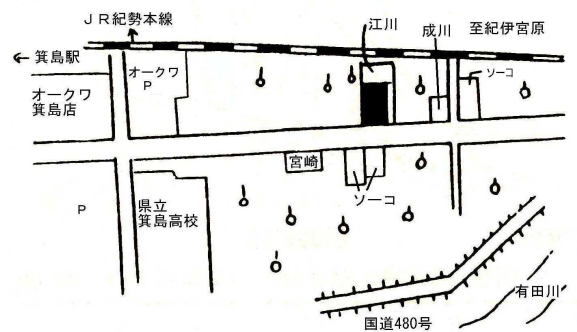 JR紀勢本線
江川
成川
至紀伊宮原
←箕島駅
オークワ
P
ソーコ
オークワ
箕島店
宮崎
ソーコ
P
県立
箕島高校
有田川
国道480号